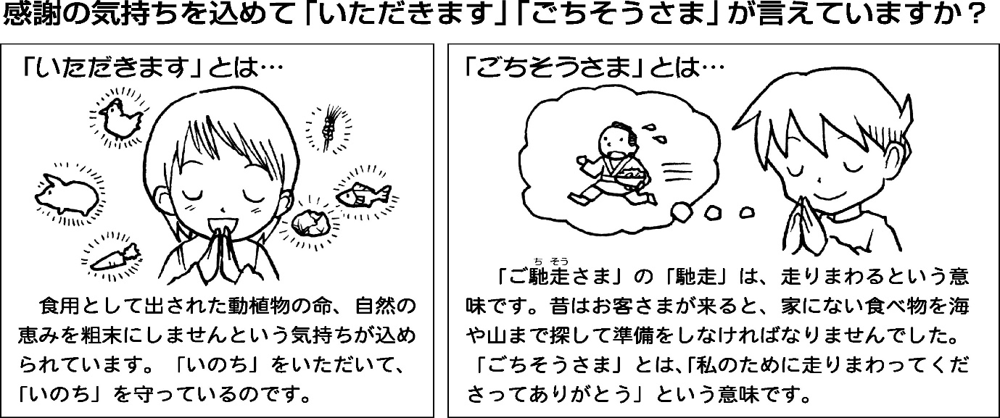 感謝の気持ちを込めて「いただきます」「ごちそうさま」が言えていますか？
「いただきます」とは…
食用として出された動植物の命、自然の
恵みを粗末にしませんという気持ちが込め
られています。「いのち」をいただいて、
「いのち」を守っているのです。
「ごちそうさま」とは…
ち そう
「ご馳走さま」の「馳走」は、走りまわるという意
味です。昔はお客さまが来ると、家にない食べ物を海
や山まで探して準備をしなければなりませんでした。
「ごちそうさま」とは、「私のために走りまわってくだ
さってありがとう」という意味です。